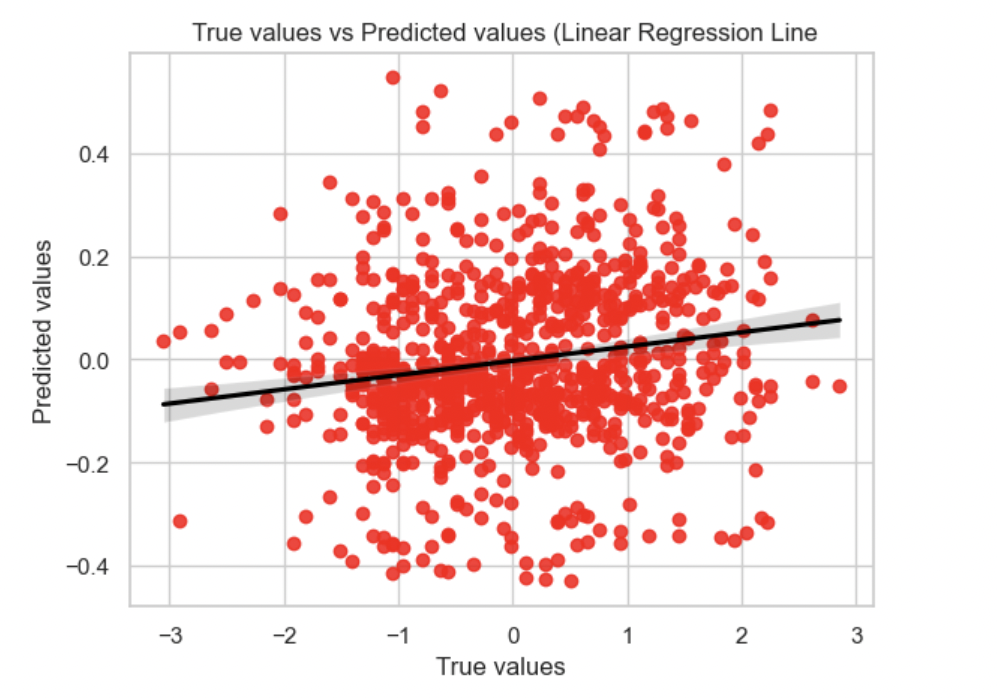 True values vs Predicted values (Linear Regression Line
Predicted values
0.4
0.2
0.0
−0.2
−0.4
−3 −2 −1 0 1 2 3
True values